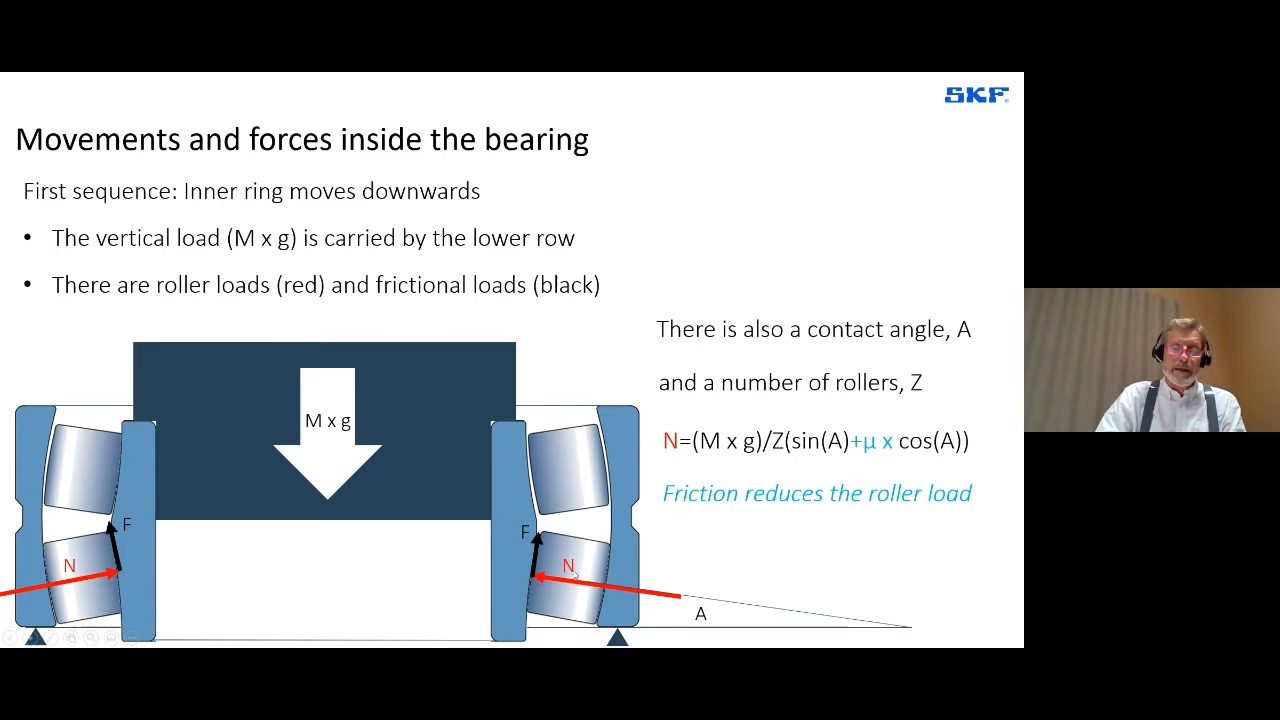 SKF
Movements and forces inside the bearing
First sequence: Inner ring moves downwards
• The vertical load (M x g) is carried by the lower row
• There are roller loads (red) and frictional loads (black)
There is also a contact angle, A
and a number of rollers, Z
N=(M x g)/Z(sin(A)+μ x cos(A))
Friction reduces the roller load
M x g
F
F
N
N
A